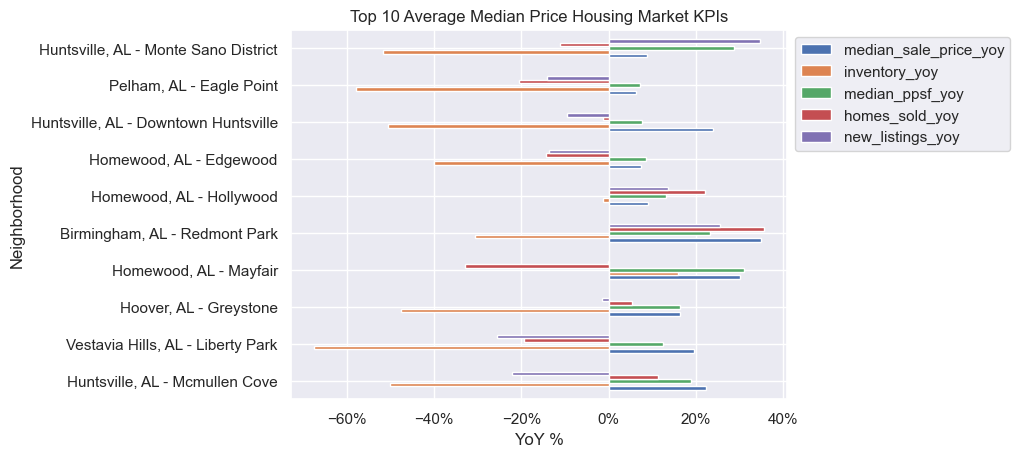 Top 10 Average Median Price Housing Market KPIs
Neighborhood
Huntsville, AL - Monte Sano District
Pelham, AL - Eagle Point
Huntsville, AL - Downtown Huntsville
Homewood, AL - Edgewood
Homewood, AL - Hollywood
Birmingham, AL - Redmont Park
Homewood, AL - Mayfair
Hoover, AL - Greystone
Vestavia Hills, AL - Liberty Park
Huntsville, AL - Mcmullen Cove
−60% −40% −20% 0% 20% 40%
YoY %
median_sale_price_yoy
inventory_yoy
median_ppsf_yoy
homes_sold_yoy
new_listings_yoy